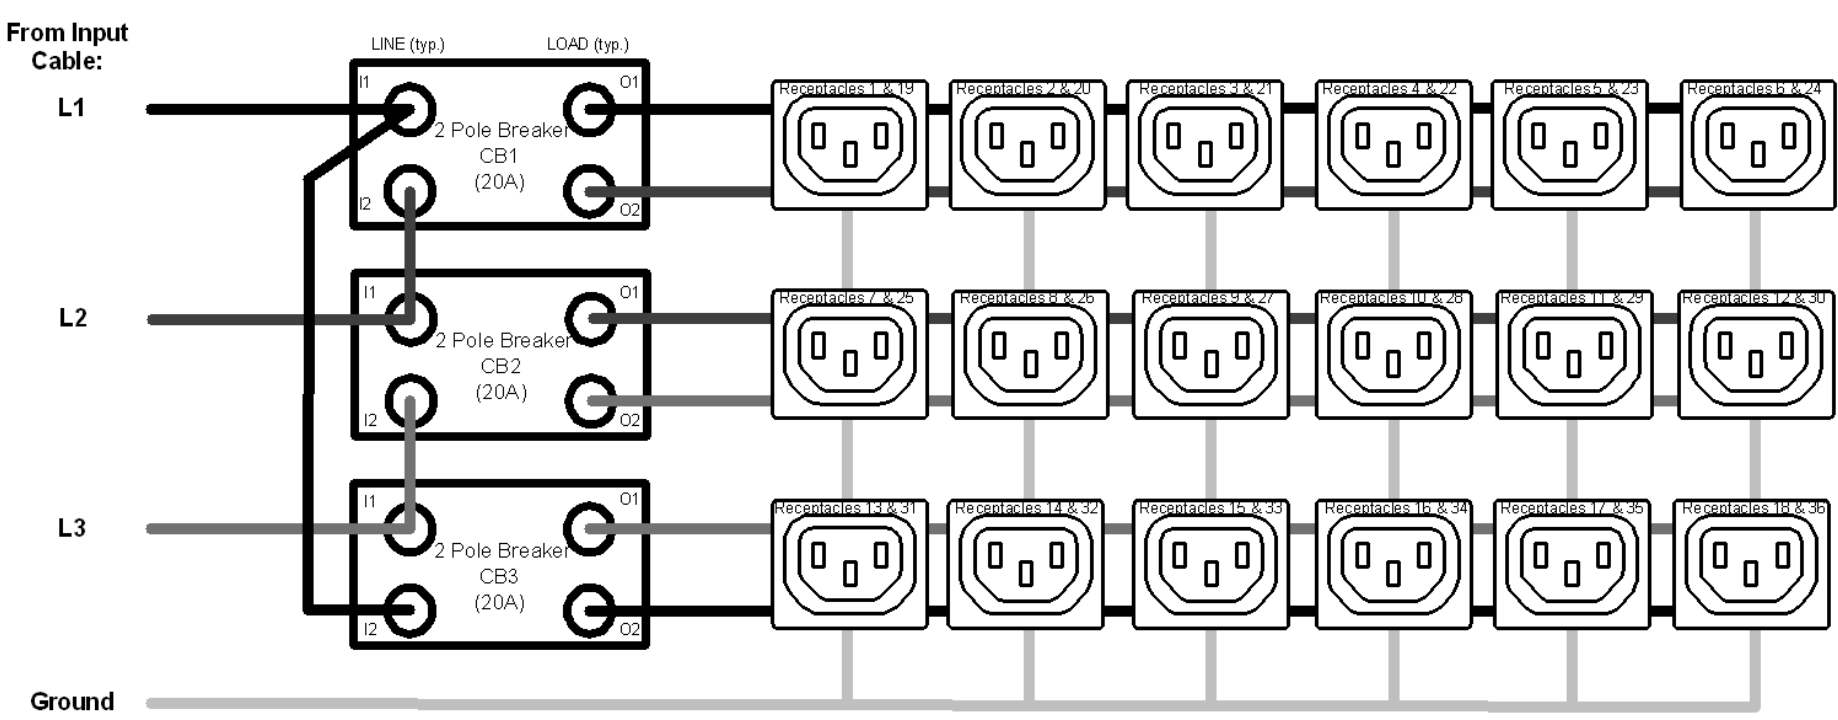 From Input
Cable:
LINE (typ.)
LOAD (typ.)
L1
I1
O1
2 Pole Breaker
CB1
(20A)
I2
O2
Receptacles 1 & 19
Receptacles 2 & 20
Receptacles 3 & 21
Receptacles 4 & 22
Receptacles 5 & 23
Receptacles 6 & 24
L2
I1
O1
2 Pole Breaker
CB2
(20A)
I2
O2
Receptacles 7 & 25
Receptacles 8 & 26
Receptacles 9 & 27
Receptacles 10 & 28
Receptacles 11 & 29
Receptacles 12 & 30
L3
I1
O1
2 Pole Breaker
CB3
(20A)
I2
O2
Receptacles 13 & 31
Receptacles 14 & 32
Receptacles 15 & 33
Receptacles 16 & 34
Receptacles 17 & 35
Receptacles 18 & 36
Ground